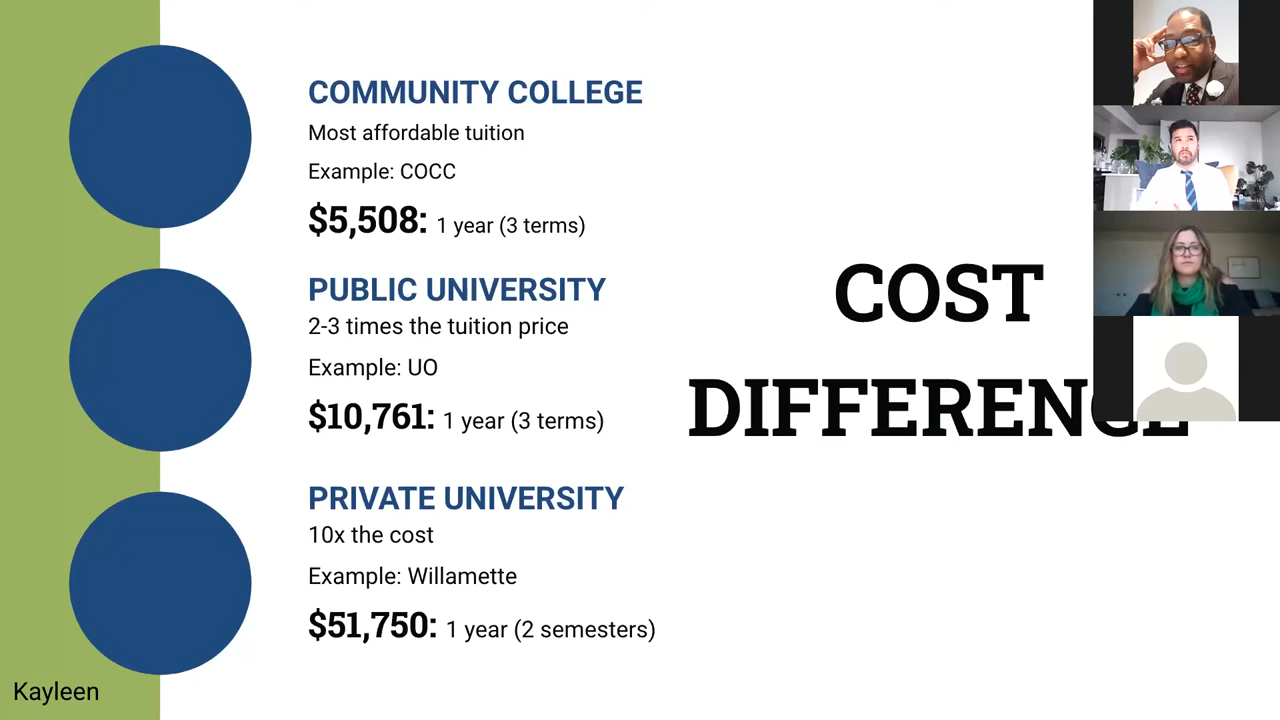 COMMUNITY COLLEGE
Most affordable tuition
Example: COCC
$5,508: 1 year (3 terms)
PUBLIC UNIVERSITY
2-3 times the tuition price
Example: UO
$10,761: 1 year (3 terms)
PRIVATE UNIVERSITY
10x the cost
Example: Willamette
$51,750: 1 year (2 semesters)
COST
DIFFERENCE
Kayleen